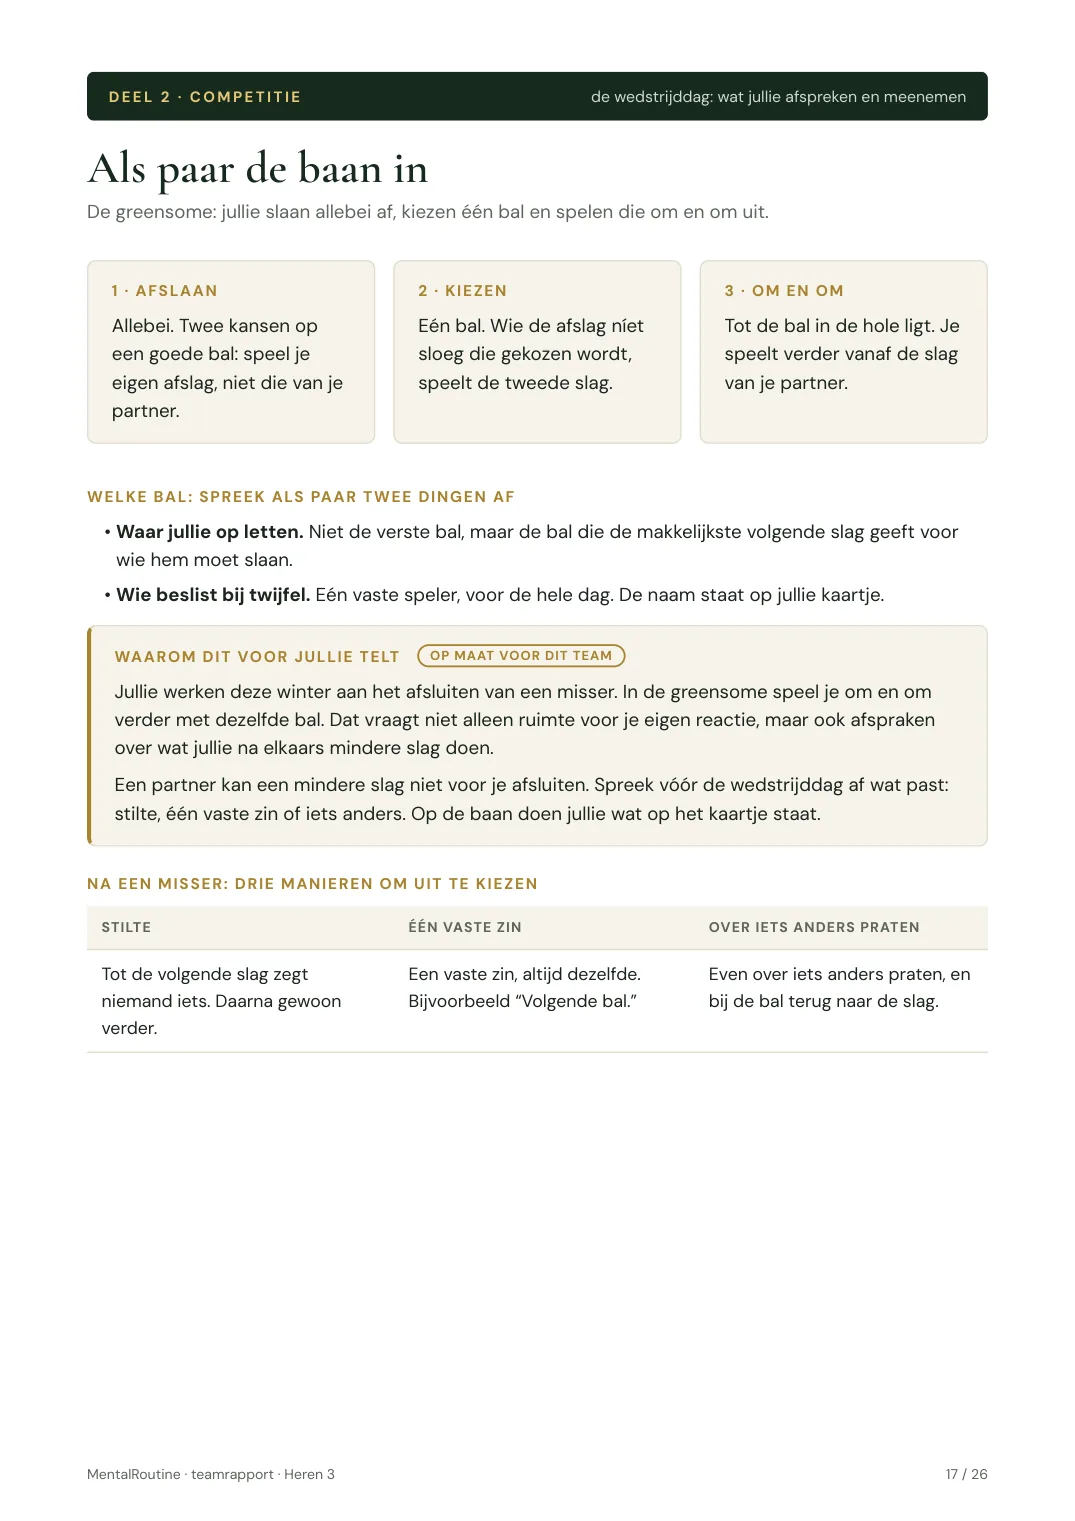 DEEL 2 · COMPETITIE
de wedstrijddag: wat jullie afspreken en meenemen
Als paar de baan in
De greensome: jullie slaan allebei af, kiezen één bal en spelen die om en om uit.
1 · AFSLAAN
Allebei. Twee kansen op
een goede bal: speel je
eigen afslag, niet die van je
partner.
2 · KIEZEN
Eén bal. Wie de afslag níet
sloeg die gekozen wordt,
speelt de tweede slag.
3 · OM EN OM
Tot de bal in de hole ligt. Je
speelt verder vanaf de slag
van je partner.
WELKE BAL: SPREEK ALS PAAR TWEE DINGEN AF
• Waar jullie op letten. Niet de verste bal, maar de bal die de makkelijkste volgende slag geeft voor
wie hem moet slaan.
• Wie beslist bij twijfel. Eén vaste speler, voor de hele dag. De naam staat op jullie kaartje.
WAAROM DIT VOOR JULLIE TELT
OP MAAT VOOR DIT TEAM
Jullie werken deze winter aan het afsluiten van een misser. In de greensome speel je om en om
verder met dezelfde bal. Dat vraagt niet alleen ruimte voor je eigen reactie, maar ook afspraken
over wat jullie na elkaars mindere slag doen.
Een partner kan een mindere slag niet voor je afsluiten. Spreek vóór de wedstrijddag af wat past:
stilte, één vaste zin of iets anders. Op de baan doen jullie wat op het kaartje staat.
NA EEN MISSER: DRIE MANIEREN OM UIT TE KIEZEN
STILTE
ÉÉN VASTE ZIN
OVER IETS ANDERS PRATEN
Tot de volgende slag zegt
niemand iets. Daarna gewoon
verder.
Een vaste zin, altijd dezelfde.
Bijvoorbeeld “Volgende bal.”
Even over iets anders praten, en
bij de bal terug naar de slag.
MentalRoutine · teamrapport · Heren 3
17 / 26